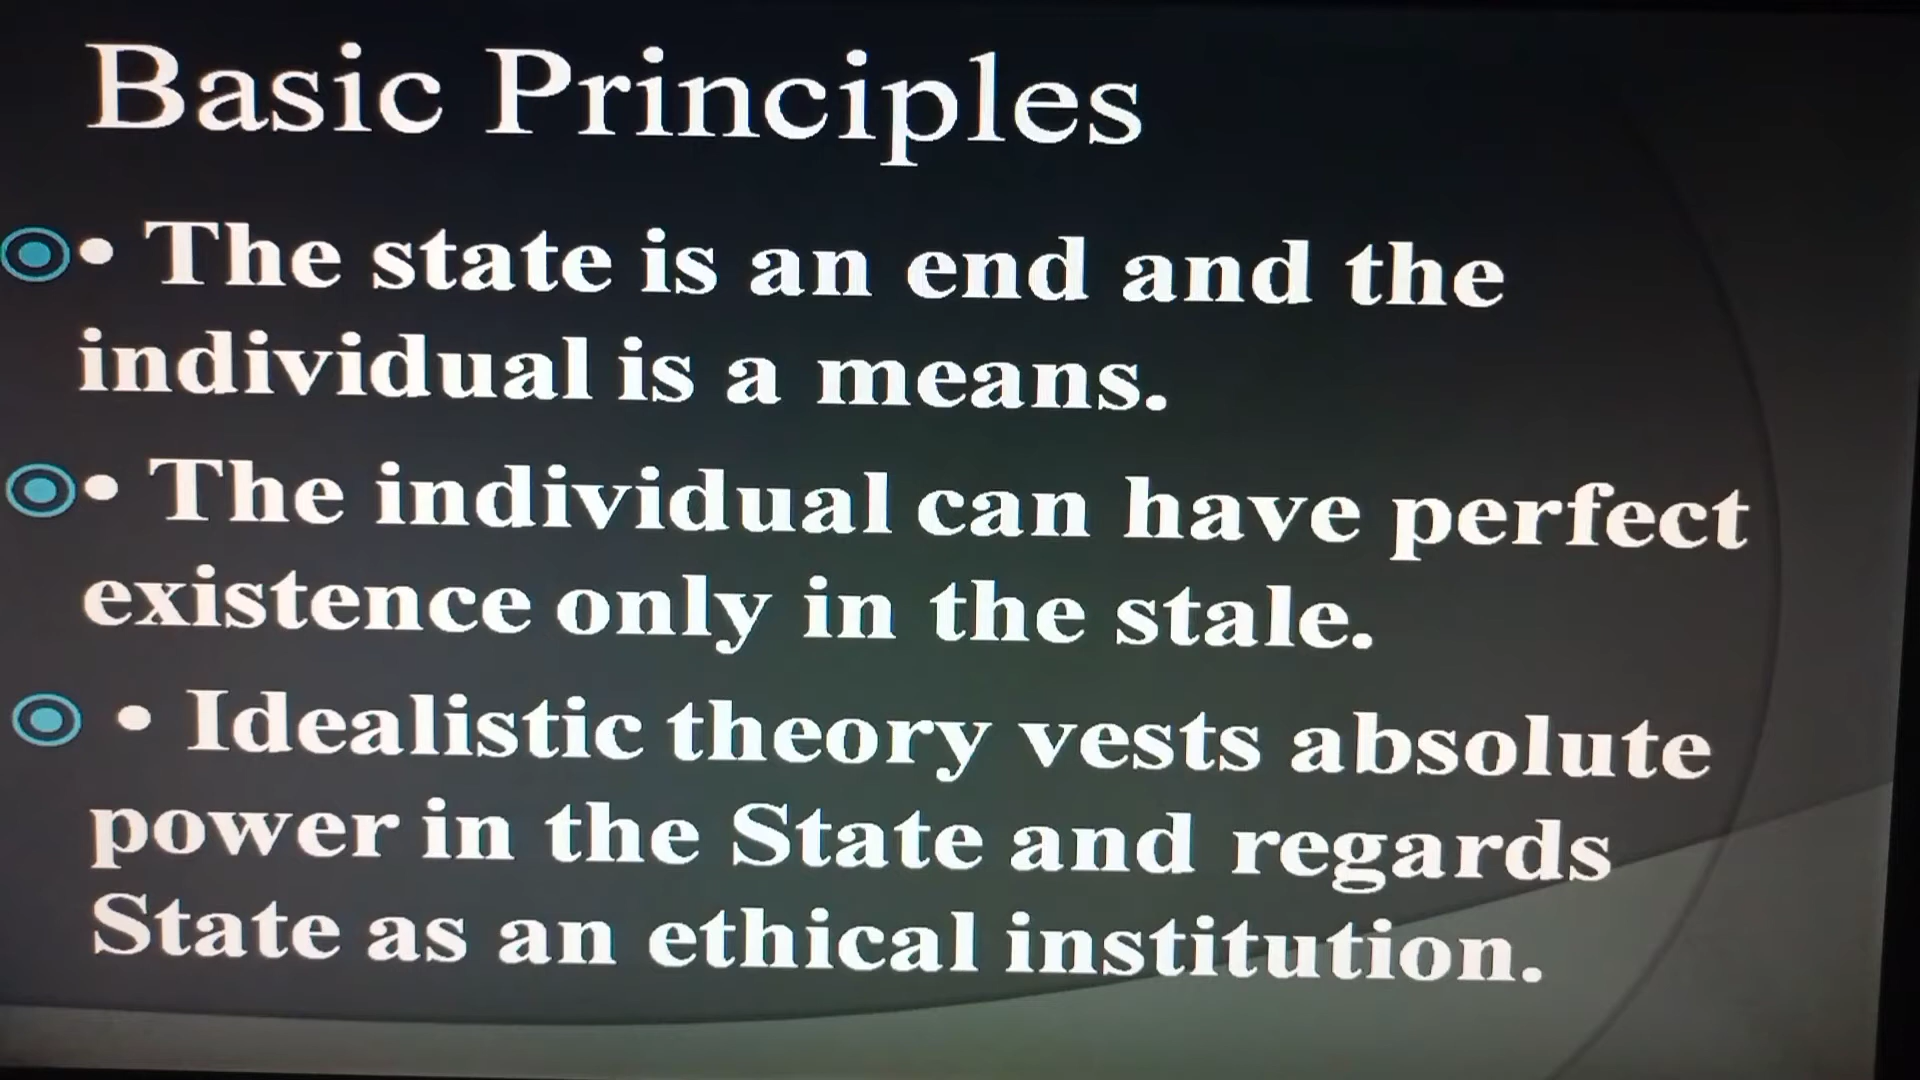 Basic Principles
• The state is an end and the
individual is a means.
• The individual can have perfect
existence only in the stale.
• Idealistic theory vests absolute
power in the State and regards
State as an ethical institution.